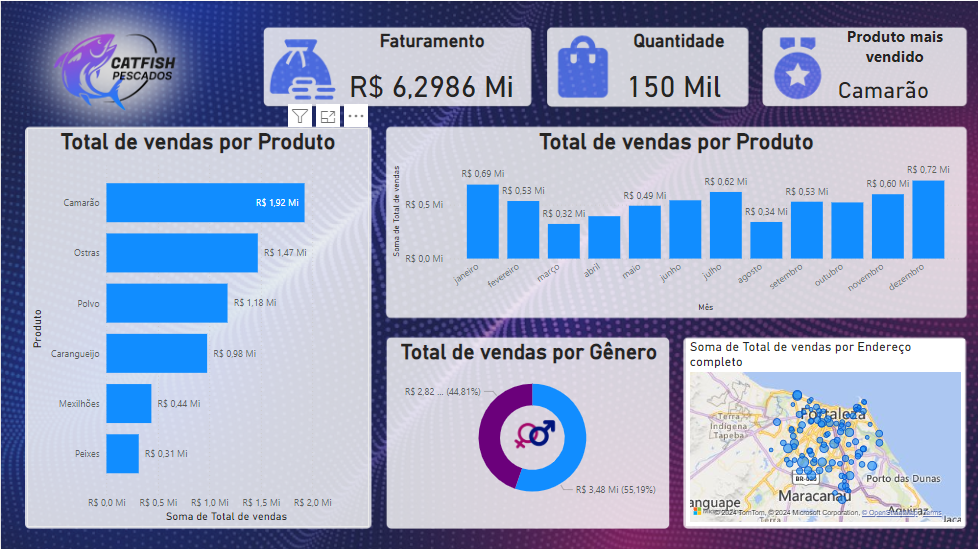 CATFISH
PESCADOS
Faturamento
R$ 6,2986 Mi
Quantidade
150 Mil
Produto mais
vendido
Camarão
Total de vendas por Produto
Produto
Camarão
R$ 1,92 Mi
Ostras
R$ 1,47 Mi
Polvo
R$ 1,18 Mi
Carangueijo
R$ 0,98 Mi
Mexilhões
R$ 0,44 Mi
Peixes
R$ 0,31 Mi
R$ 0,0 Mi
R$ 0,5 Mi
R$ 1,0 Mi
R$ 1,5 Mi
R$ 2,0 Mi
Soma de Total de vendas
Total de vendas por Produto
Soma de Total de vendas
R$ 0,5 Mi
R$ 0,0 Mi
R$ 0,69 Mi
R$ 0,53 Mi
R$ 0,32 Mi
R$ 0,49 Mi
R$ 0,62 Mi
R$ 0,34 Mi
R$ 0,53 Mi
R$ 0,60 Mi
R$ 0,72 Mi
janeiro
fevereiro
março
abril
maio
junho
julho
agosto
setembro
outubro
novembro
dezembro
Mês
Total de vendas por Gênero
R$ 2,82 ... (44,81%)
R$ 3,48 Mi (55,19%)
Soma de Total de vendas por Endereço
completo
Fortaleza
Terra
Indígena
Tapeba
Porto das Dunas
Maracanaú
anguape
Aquiraz
Terra
© 2024 TomTom, © 2024 Microsoft Corporation, © OpenStreetMap Terms